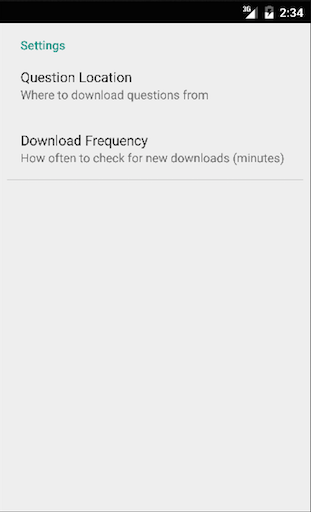 3G 2:34
Settings
Question Location
Where to download questions from
Download Frequency
How often to check for new downloads (minutes)